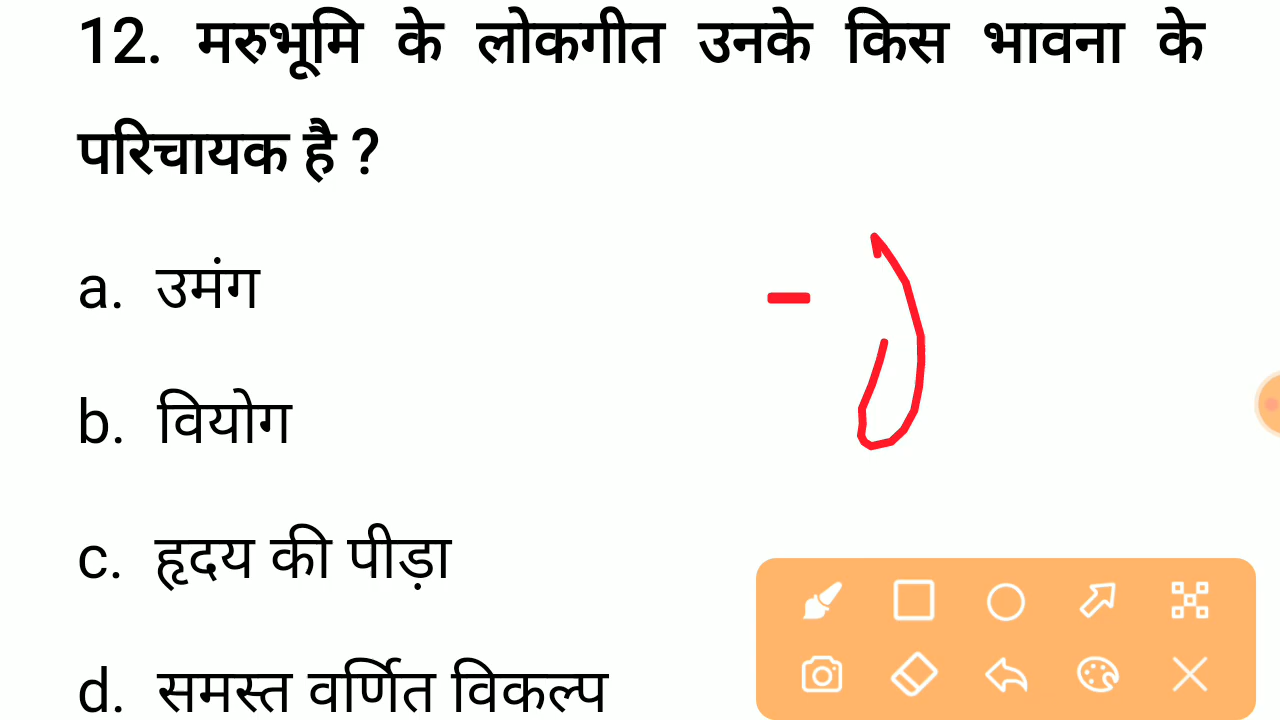 12. मरुभूमि के लोकगीत उनके किस भावना के
परिचायक है ?
a. उमंग
b. वियोग
c. हृदय की पीड़ा
d. समस्त वर्णित विकल्प